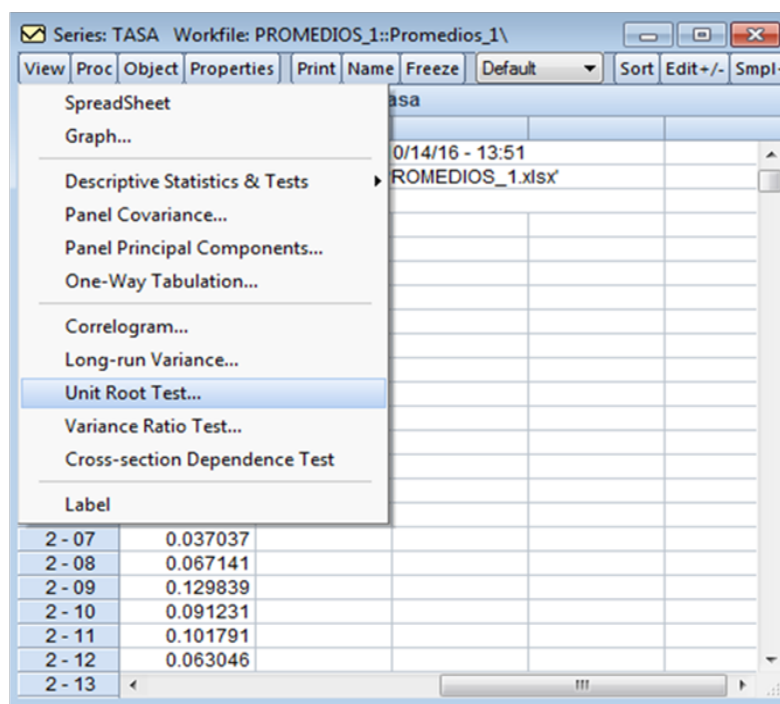 Series: TASA Workfile: PROMEDIOS_1::Promedios_1\
View Proc Object Properties Print Name Freeze Default Sort Edit+/- Smpl
asa
SpreadSheet
Graph...
Descriptive Statistics & Tests
Panel Covariance...
Panel Principal Components...
One-Way Tabulation...
Correlogram...
Long-run Variance...
Unit Root Test...
Variance Ratio Test...
Cross-section Dependence Test
Label
0/14/16 - 13:51
ROMEDIOS_1.xlsx'
2 - 07 0.037037
2 - 08 0.067141
2 - 09 0.129839
2 - 10 0.091231
2 - 11 0.101791
2 - 12 0.063046
2 - 13